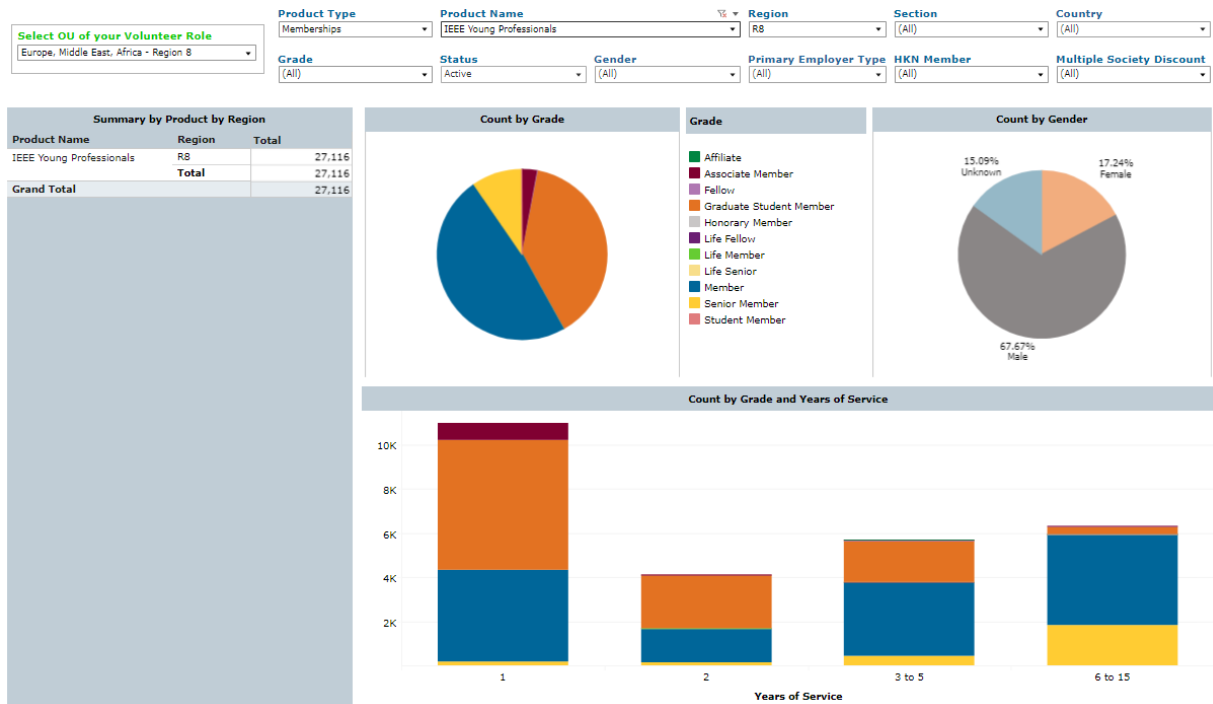 Select OU of your Volunteer Role
Europe, Middle East, Africa - Region 8
Product Type
Memberships
Product Name
IEEE Young Professionals
Region
R8
Section
(All)
Country
(All)
Grade
(All)
Status
Active
Gender
(All)
Primary Employer Type
(All)
HKN Member
(All)
Multiple Society Discount
(All)
Summary by Product by Region
Product Name Region Total
IEEE Young Professionals R8 27,116
Total 27,116
Grand Total 27,116
Count by Grade
Grade
Affiliate
Associate Member
Fellow
Graduate Student Member
Honorary Member
Life Fellow
Life Member
Life Senior
Member
Senior Member
Student Member
Count by Gender
15.09%
Unknown
17.24%
Female
67.67%
Male
Count by Grade and Years of Service
10K
8K
6K
4K
2K
1 2 3 to 5 6 to 15
Years of Service